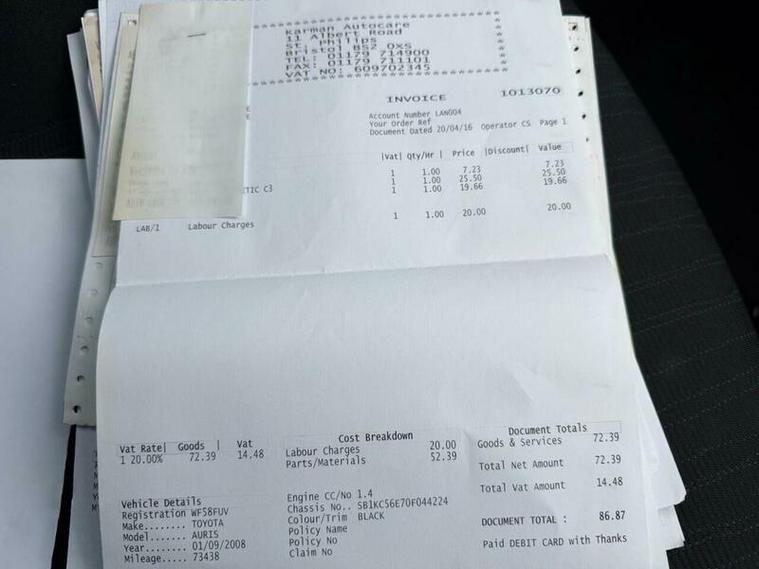 Karman Autocare
11 Albert Road
St. Philips
Bristol BS2 0XS
TEL: 01179 714900
FAX: 01179 711101
VAT NO: 609702345
INVOICE 1013070
Account Number LAN004
Your Order Ref
Document Dated 20/04/16 Operator CS Page 1
|Vat| Qty/Hr | Price |Discount| Value
1 1.00 7.23 7.23
1 1.00 25.50 25.50
TIC C3 1 1.00 19.66 19.66
LAB/1 Labour Charges 1 1.00 20.00 20.00
Vat Rate| Goods | Vat
1 20.00% 72.39 14.48
Cost Breakdown
Labour Charges 20.00
Parts/Materials 52.39
Document Totals
Goods & Services 72.39
Total Net Amount 72.39
Total Vat Amount 14.48
DOCUMENT TOTAL : 86.87
Paid DEBIT CARD with Thanks
Vehicle Details
Registration WF58FUV
Make........ TOYOTA
Model....... AURIS
Year........ 01/09/2008
Mileage..... 73438
Engine CC/No 1.4
Chassis No.. SB1KC56E70F044224
Colour/Trim BLACK
Policy Name
Policy No
Claim No